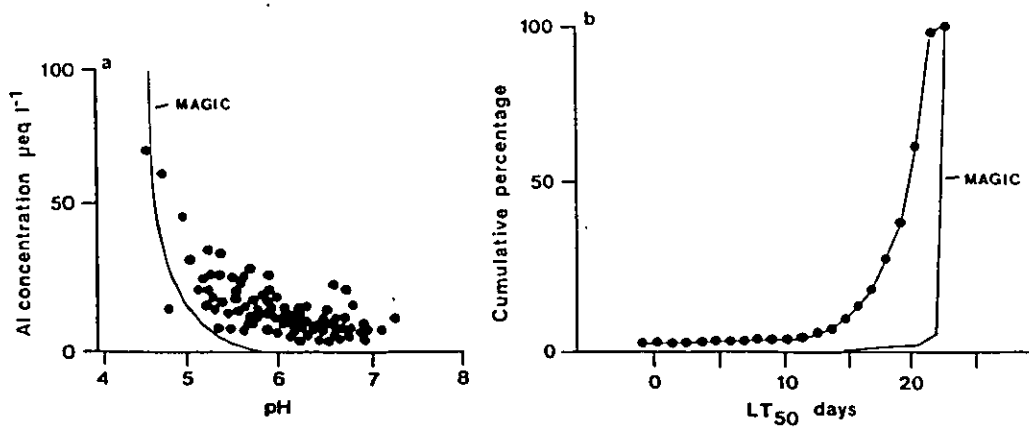 a
Al concentration µeq l⁻¹
100
50
0
MAGIC
4 5 6 7 8
pH
b
Cumulative percentage
100
50
0
MAGIC
0 10 20
LT50 days